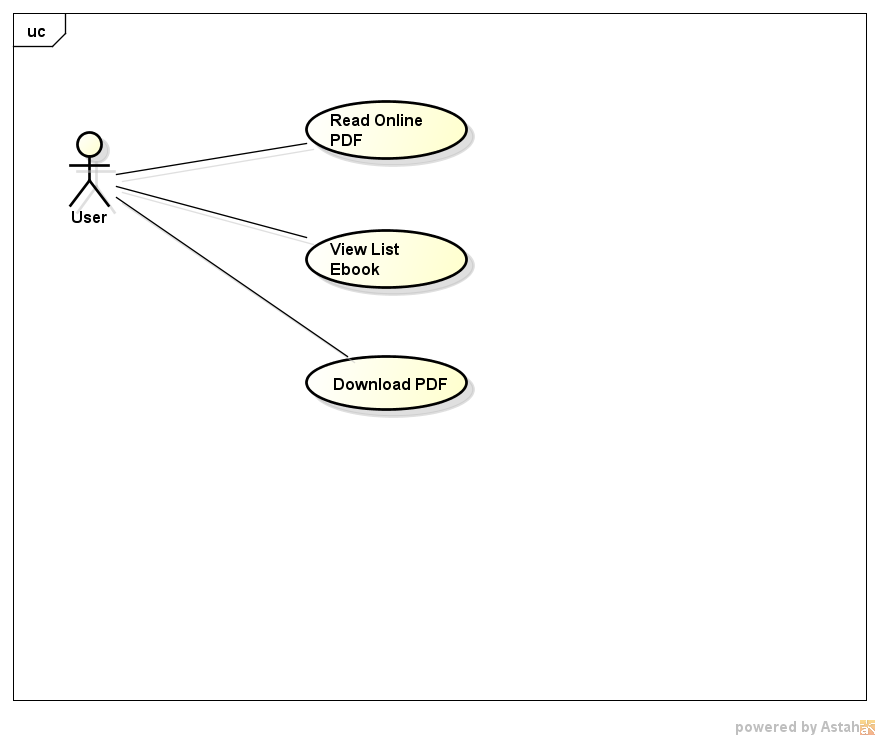 uc
Read Online
PDF
User
View List
Ebook
Download PDF
powered by Astah